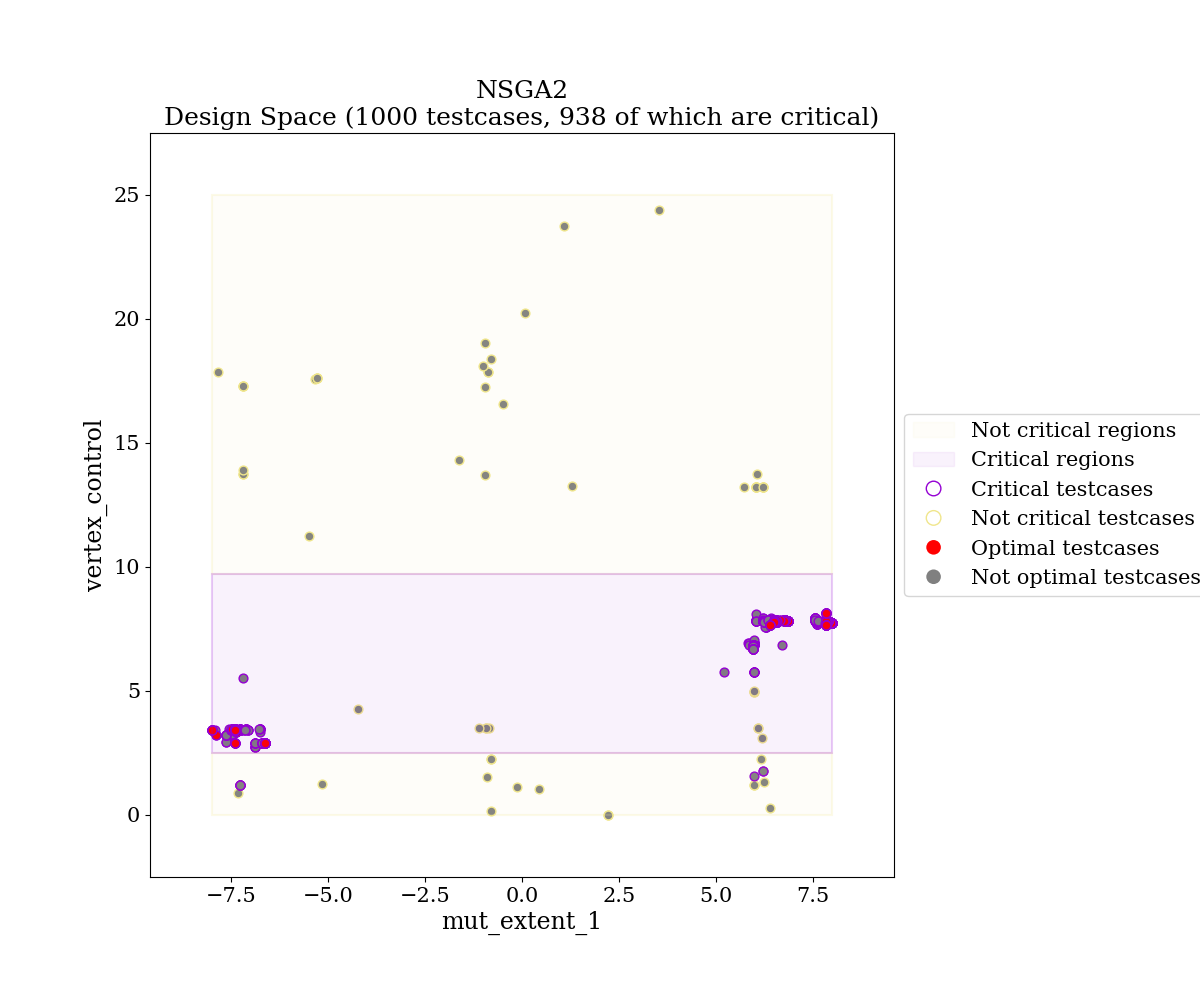 NSGA2
Design Space (1000 testcases, 938 of which are critical)
25
20
15
10
5
0
vertex_control
−7.5
−5.0
−2.5
0.0
2.5
5.0
7.5
mut_extent_1
Not critical regions
Critical regions
Critical testcases
Not critical testcases
Optimal testcases
Not optimal testcases